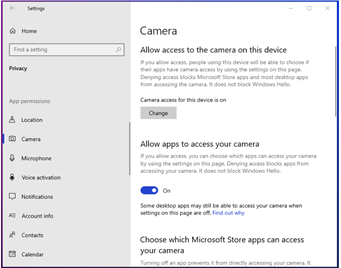 Settings
Home
Find a setting
Privacy
App permissions
Location
Camera
Microphone
Voice activation
Notifications
Account info
Contacts
Calendar
Camera
Allow access to the camera on this device
If you allow access, people using this device will be able to choose if
their apps have camera access by using the settings on this page.
Denying access blocks Microsoft Store apps and most desktop apps
from accessing the camera. It does not block Windows Hello.
Camera access for this device is on
Change
Allow apps to access your camera
If you allow access, you can choose which apps can access your camera
by using the settings on this page. Denying access blocks apps from
accessing your camera. It does not block Windows Hello.
On
Some desktop apps may still be able to access your camera when
settings on this page are off. Find out why
Choose which Microsoft Store apps can access
your camera
Turning off an app prevents it from directly accessing your camera. It